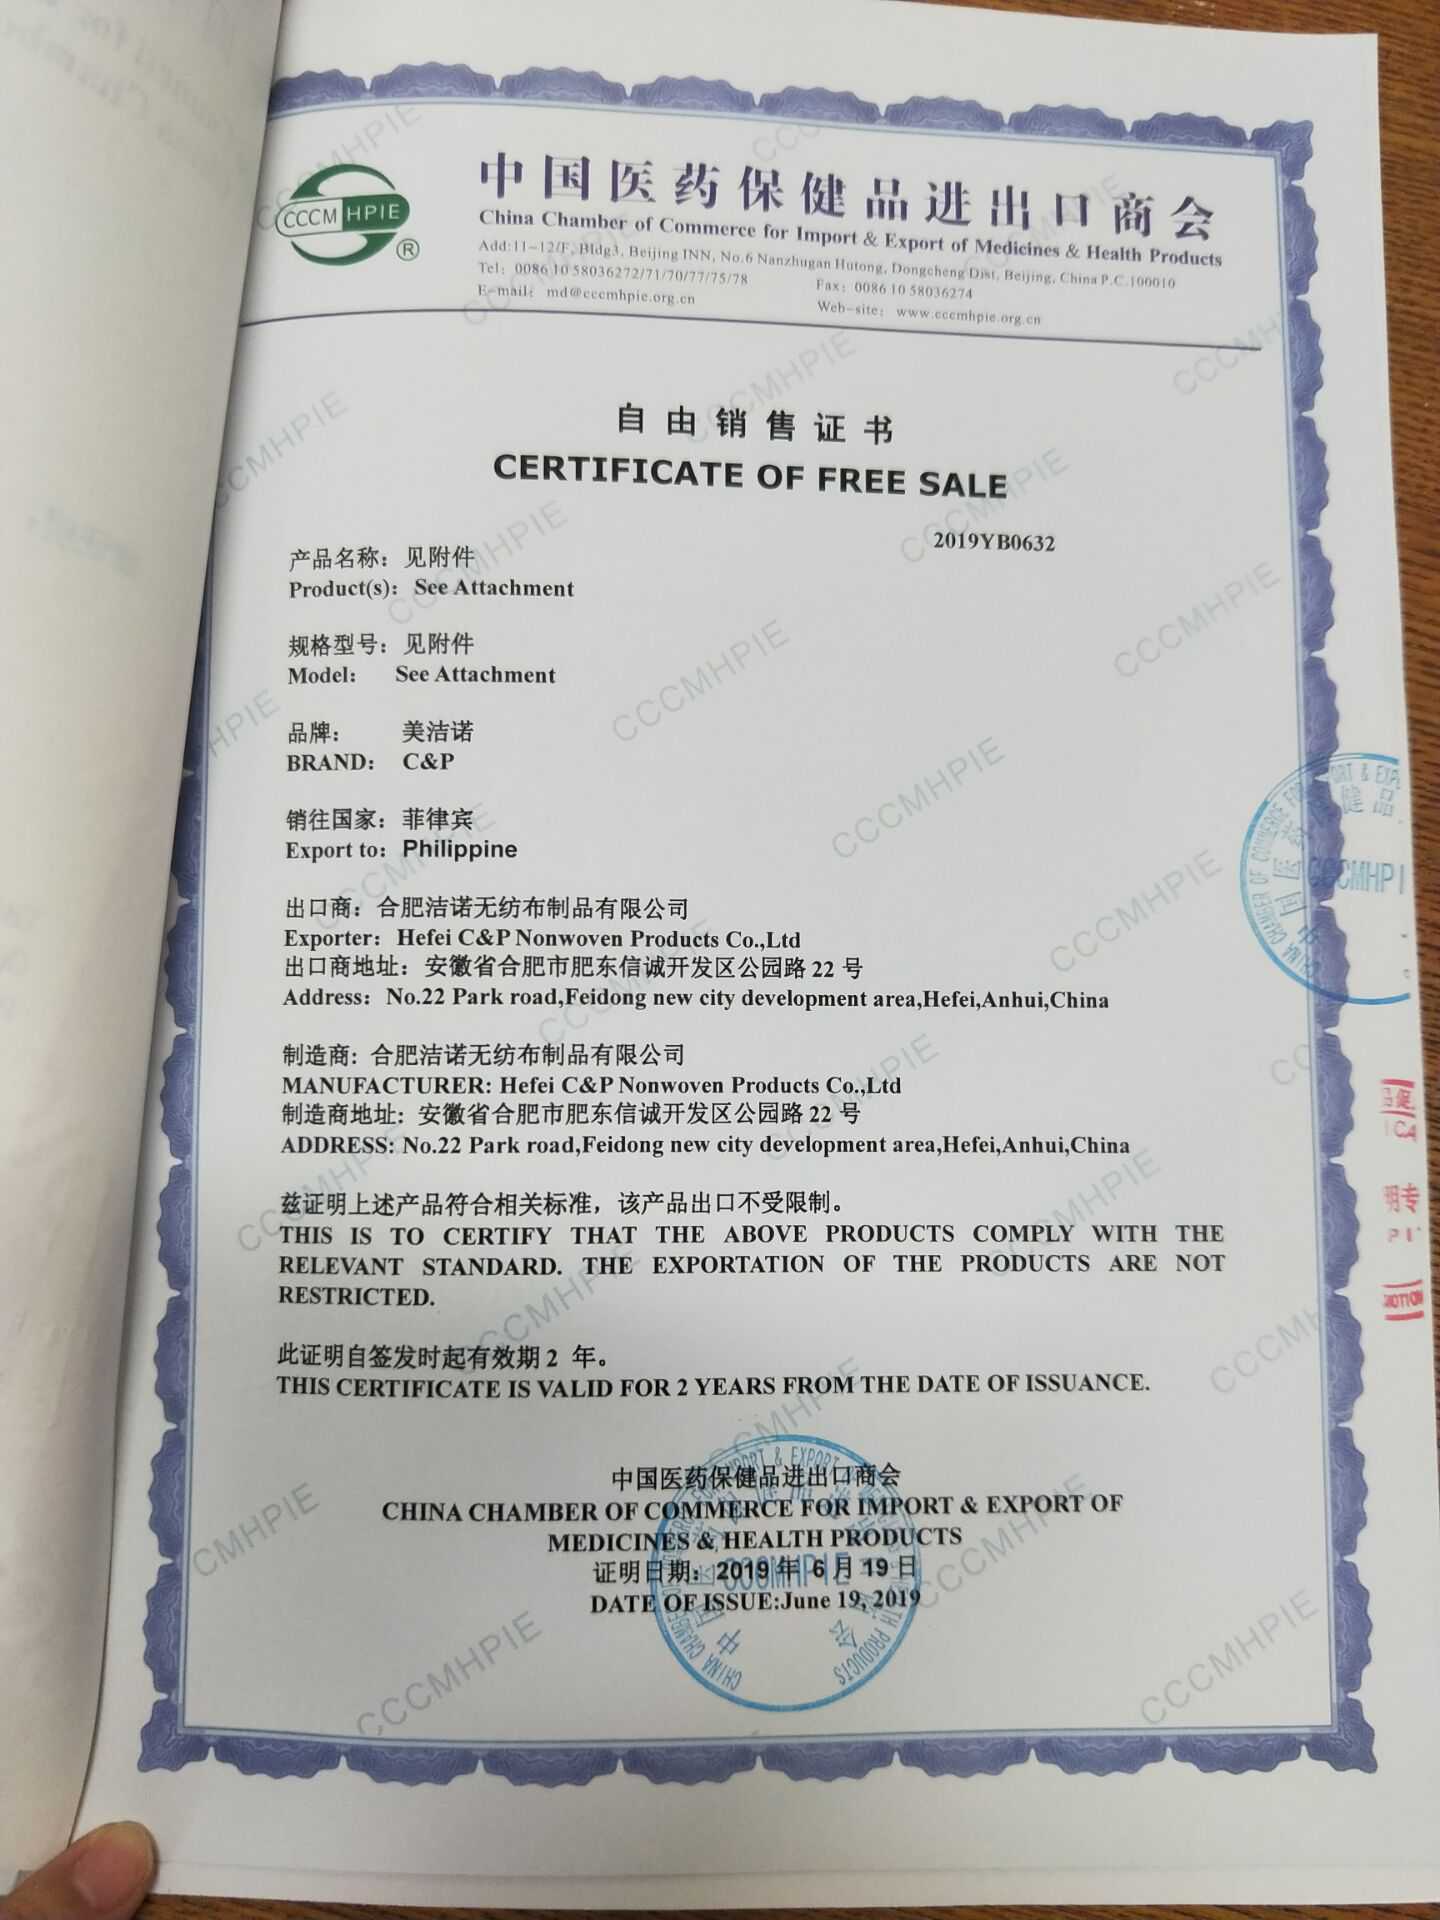 CCCMHPIE
®
中国医药保健品进出口商会
China Chamber of Commerce for Import & Export of Medicines & Health Products
Add:11-12/F, Bldg3, Beijing INN, No.6 Nanzhugan Hutong, Dongcheng Dist, Beijing, China P.C.100010
Tel: 0086 10 58036272/71/70/77/75/78 Fax: 0086 10 58036274
E-mail: md@cccmhpie.org.cn Web-site: www.cccmhpie.org.cn
自由销售证书
CERTIFICATE OF FREE SALE
2019YB0632
产品名称：见附件
Product(s): See Attachment
规格型号：见附件
Model: See Attachment
品牌： 美洁诺
BRAND: C&P
销往国家：菲律宾
Export to: Philippine
出口商：合肥洁诺无纺布制品有限公司
Exporter: Hefei C&P Nonwoven Products Co.,Ltd
出口商地址：安徽省合肥市肥东信诚开发区公园路 22 号
Address: No.22 Park road,Feidong new city development area,Hefei,Anhui,China
制造商: 合肥洁诺无纺布制品有限公司
MANUFACTURER: Hefei C&P Nonwoven Products Co.,Ltd
制造商地址: 安徽省合肥市肥东信诚开发区公园路 22 号
ADDRESS: No.22 Park road,Feidong new city development area,Hefei,Anhui,China
兹证明上述产品符合相关标准，该产品出口不受限制。
THIS IS TO CERTIFY THAT THE ABOVE PRODUCTS COMPLY WITH THE
RELEVANT STANDARD. THE EXPORTATION OF THE PRODUCTS ARE NOT
RESTRICTED.
此证明自签发时起有效期 2 年。
THIS CERTIFICATE IS VALID FOR 2 YEARS FROM THE DATE OF ISSUANCE.
中国医药保健品进出口商会
CHINA CHAMBER OF COMMERCE FOR IMPORT & EXPORT OF
MEDICINES & HEALTH PRODUCTS
证明日期: 2019 年 6 月 19 日
DATE OF ISSUE:June 19, 2019